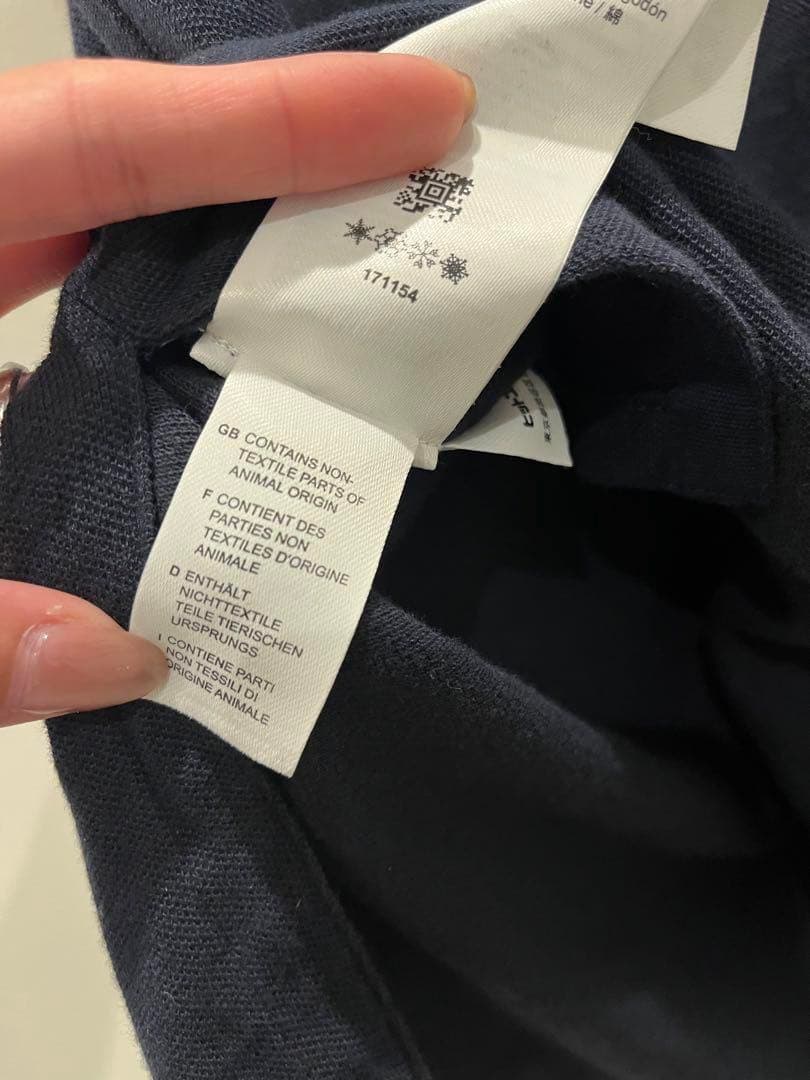 / 綿
171154
GB CONTAINS NON-
TEXTILE PARTS OF
ANIMAL ORIGIN
F CONTIENT DES
PARTIES NON
TEXTILES D'ORIGINE
ANIMALE
D ENTHÄLT
NICHTTEXTILE
TEILE TIERISCHEN
URSPRUNGS
I CONTIENE PARTI
NON TESSILI DI
ORIGINE ANIMALE